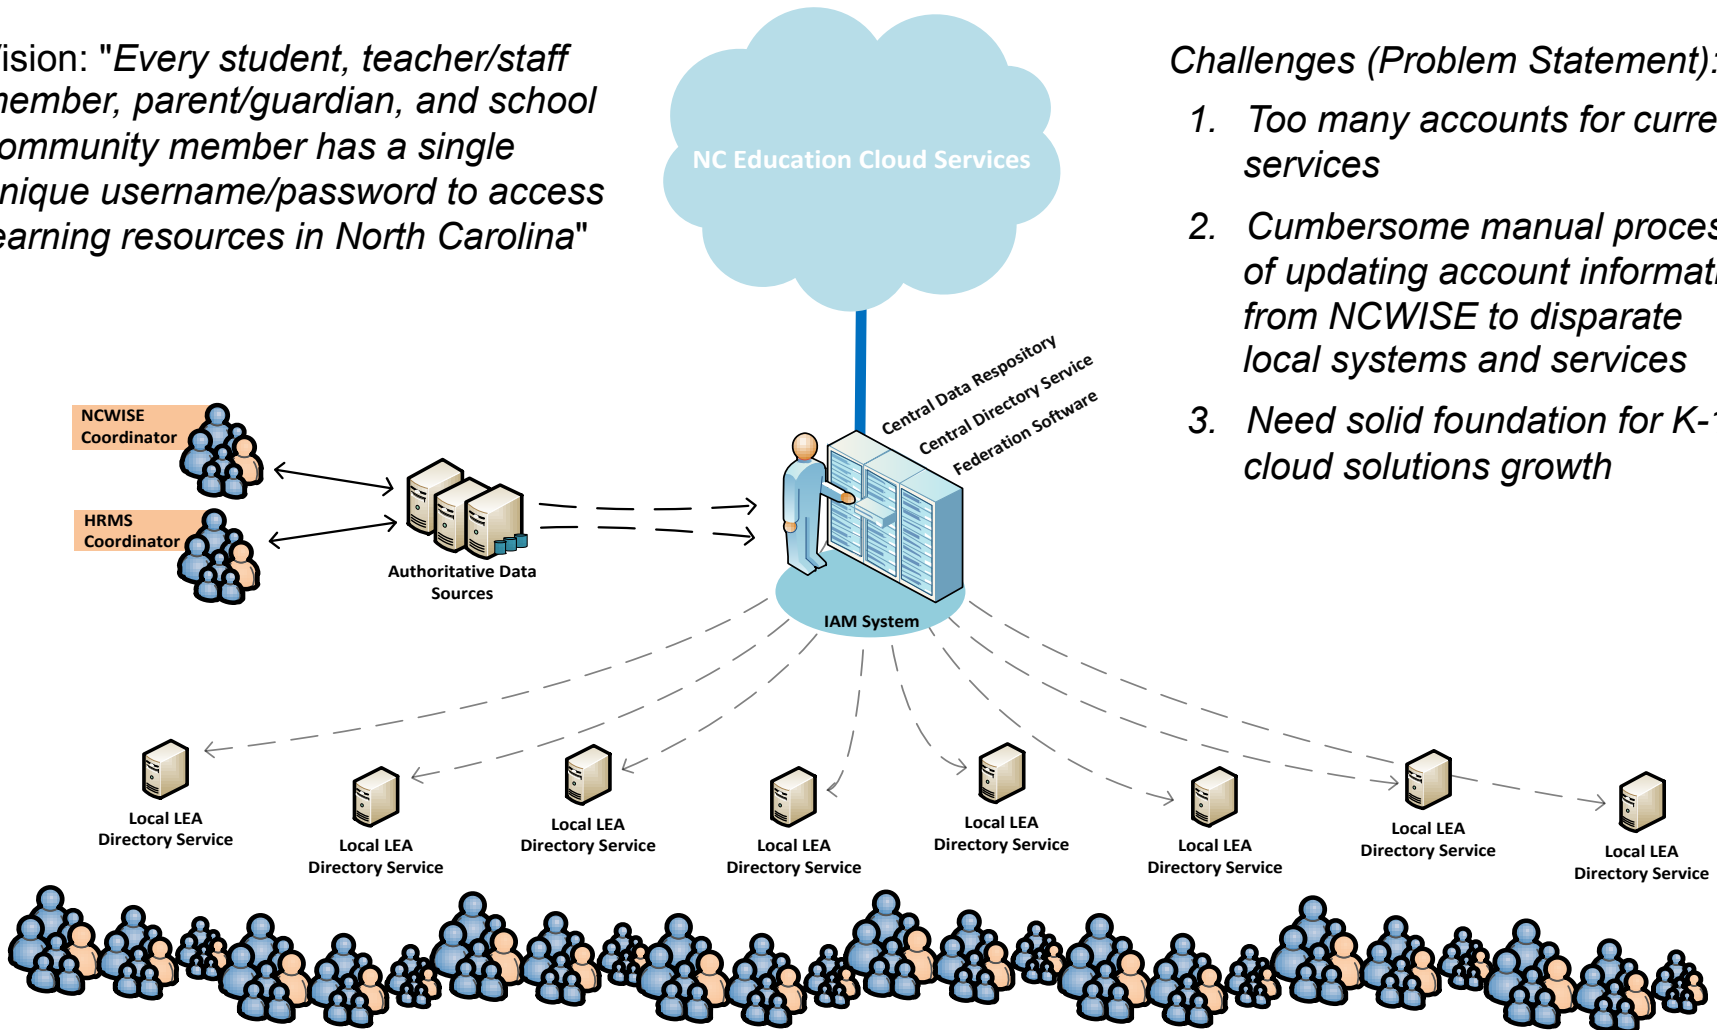 Vision: "Every student, teacher/staff
member, parent/guardian, and school
community member has a single
unique username/password to access
learning resources in North Carolina"
NC Education Cloud Services
Challenges (Problem Statement):
1. Too many accounts for curre
services
2. Cumbersome manual proces
of updating account informati
from NCWISE to disparate
local systems and services
3. Need solid foundation for K-1
cloud solutions growth
Central Data Respository
Central Directory Service
Federation Software
NCWISE
Coordinator
HRMS
Coordinator
Authoritative Data
Sources
IAM System
Local LEA
Directory Service
Local LEA
Directory Service
Local LEA
Directory Service
Local LEA
Directory Service
Local LEA
Directory Service
Local LEA
Directory Service
Local LEA
Directory Service
Local LEA
Directory Service